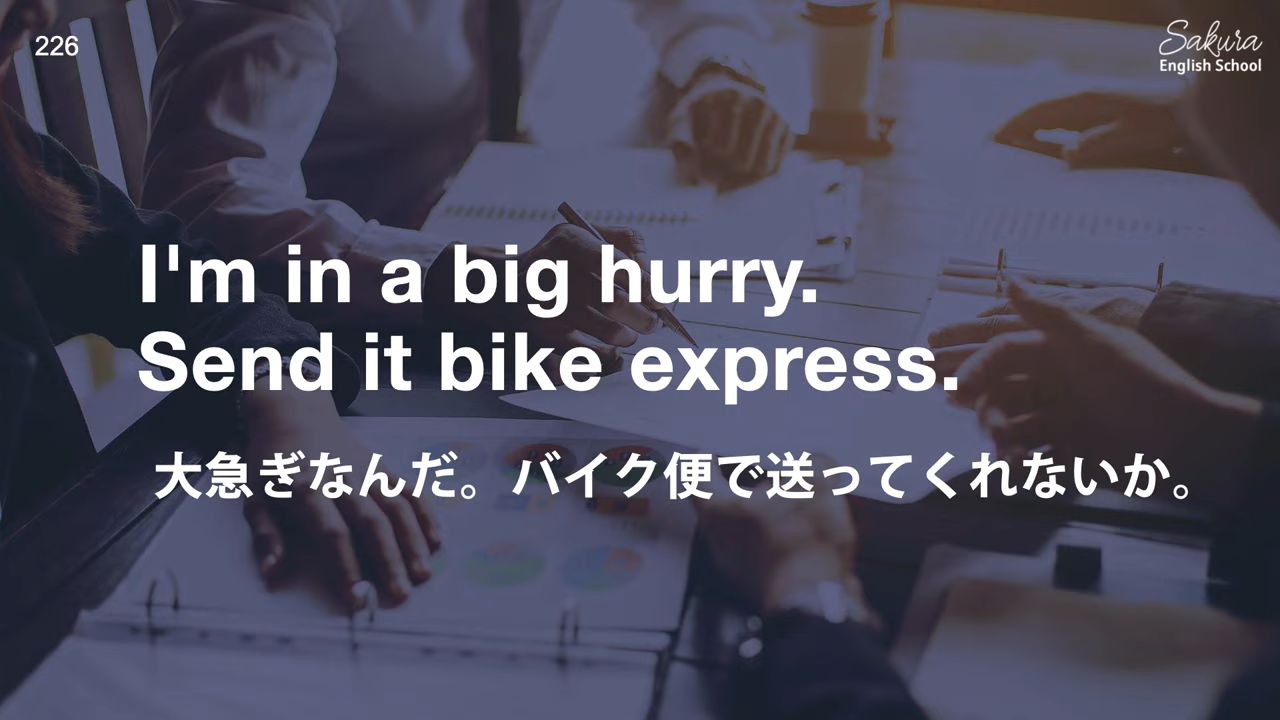 226
Sakura
English School
I'm in a big hurry.
Send it bike express.
大急ぎなんだ。バイク便で送ってくれないか。